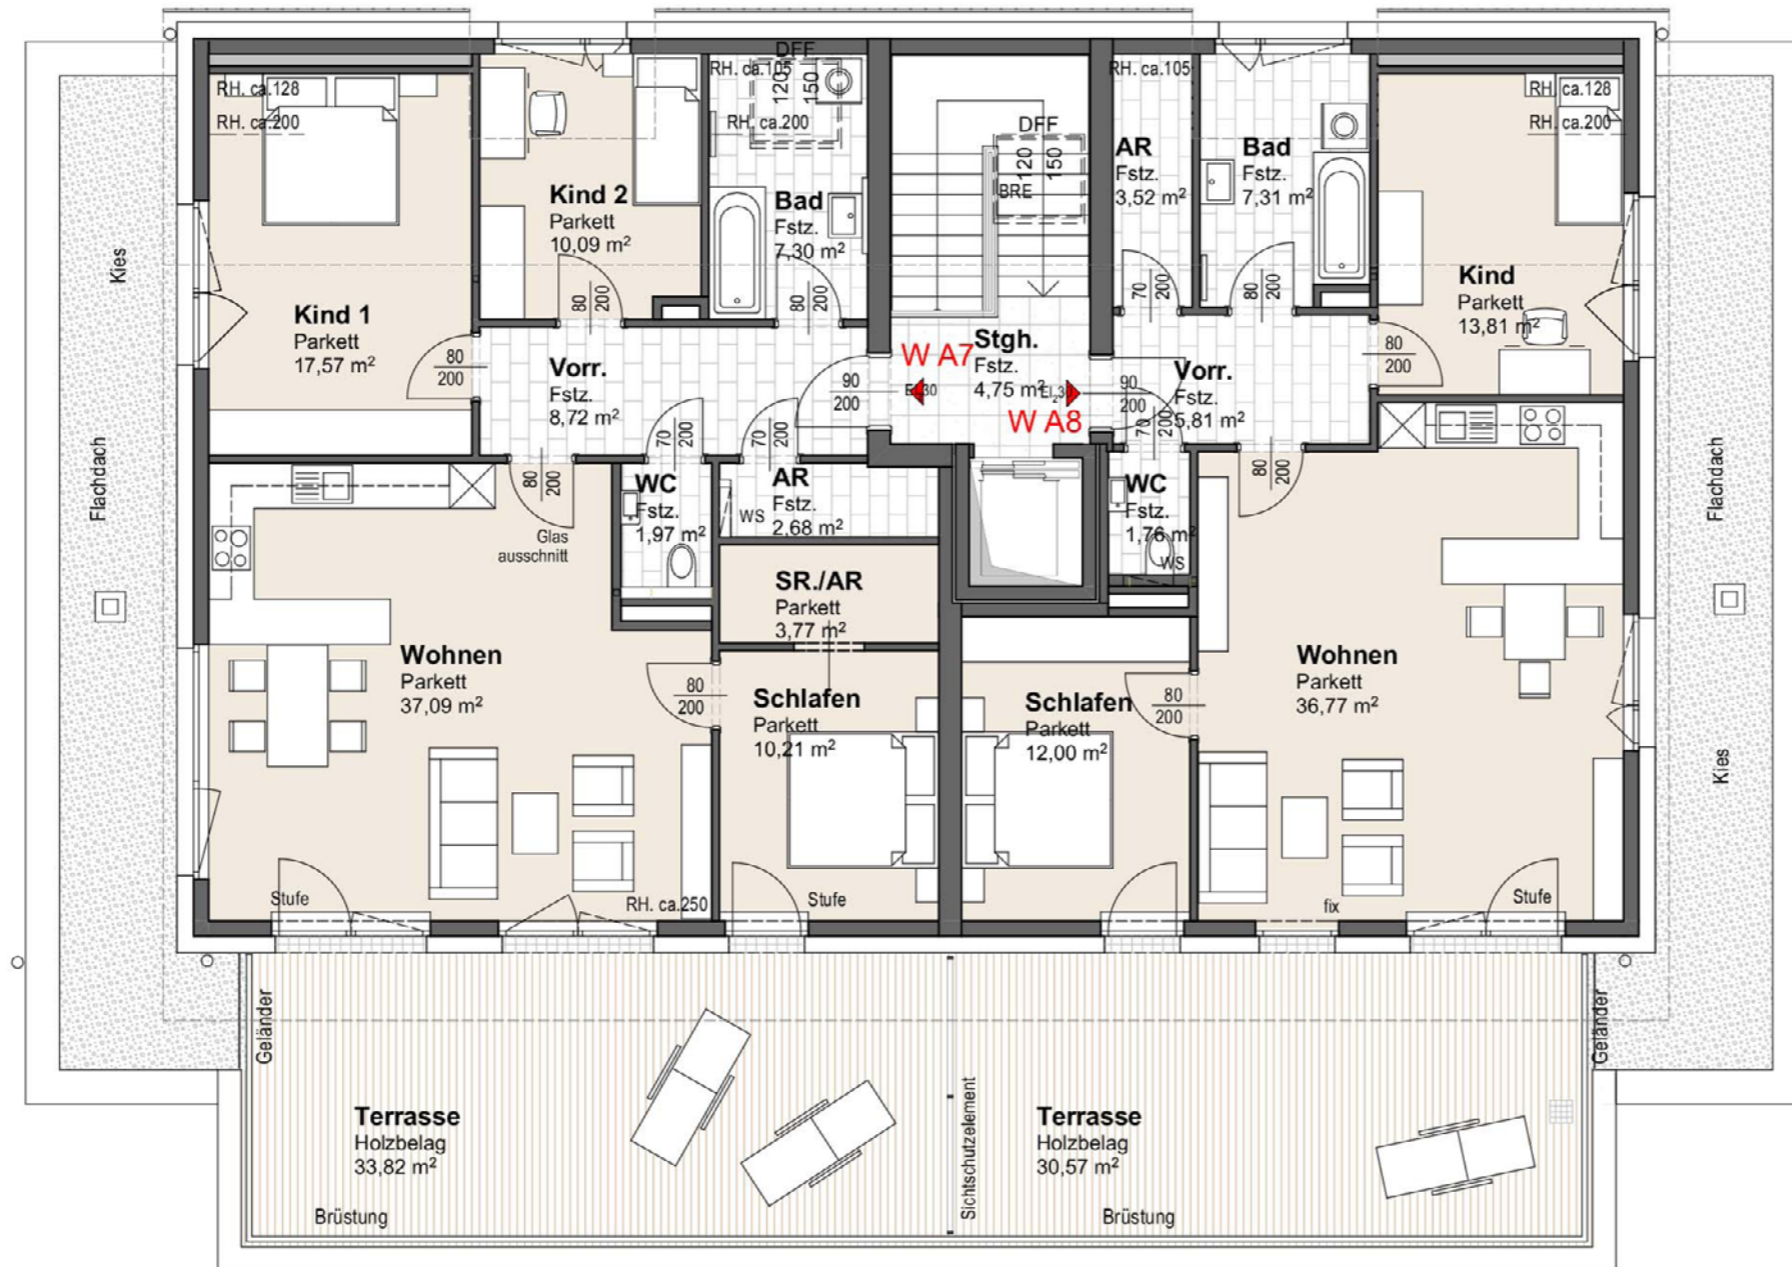 DFF
RH. ca.128
RH. ca.200
RH. ca.105
120
150
RH. ca.200
RH. ca.105
RH. ca.128
RH. ca.200
DFF
120
150
BRE
Kind 2
Parkett
10,09 m²
Bad
Fstz.
7,30 m²
AR
Fstz.
3,52 m²
Bad
Fstz.
7,31 m²
Kies
Kind 1
Parkett
17,57 m²
Kind
Parkett
13,81 m²
80
200
80
200
70
200
80
200
80
200
Vorr.
Fstz.
8,72 m²
90
200
W A7
EI₂30
Stgh.
Fstz.
4,75 m²
EI₂30
W A8
90
200
Vorr.
Fstz.
5,81 m²
80
200
70
200
70
200
70
200
80
200
80
200
Flachdach
Flachdach
Glas
ausschnitt
WC
Fstz.
1,97 m²
AR
Fstz.
2,68 m²
WS
WC
Fstz.
1,76 m²
WS
SR./AR
Parkett
3,77 m²
Wohnen
Parkett
37,09 m²
80
200
Schlafen
Parkett
10,21 m²
Schlafen
Parkett
12,00 m²
80
200
Wohnen
Parkett
36,77 m²
Kies
Stufe
RH. ca.250
Stufe
fix
Stufe
Geländer
Geländer
Terrasse
Holzbelag
33,82 m²
Sichtschutzelement
Terrasse
Holzbelag
30,57 m²
Brüstung
Brüstung